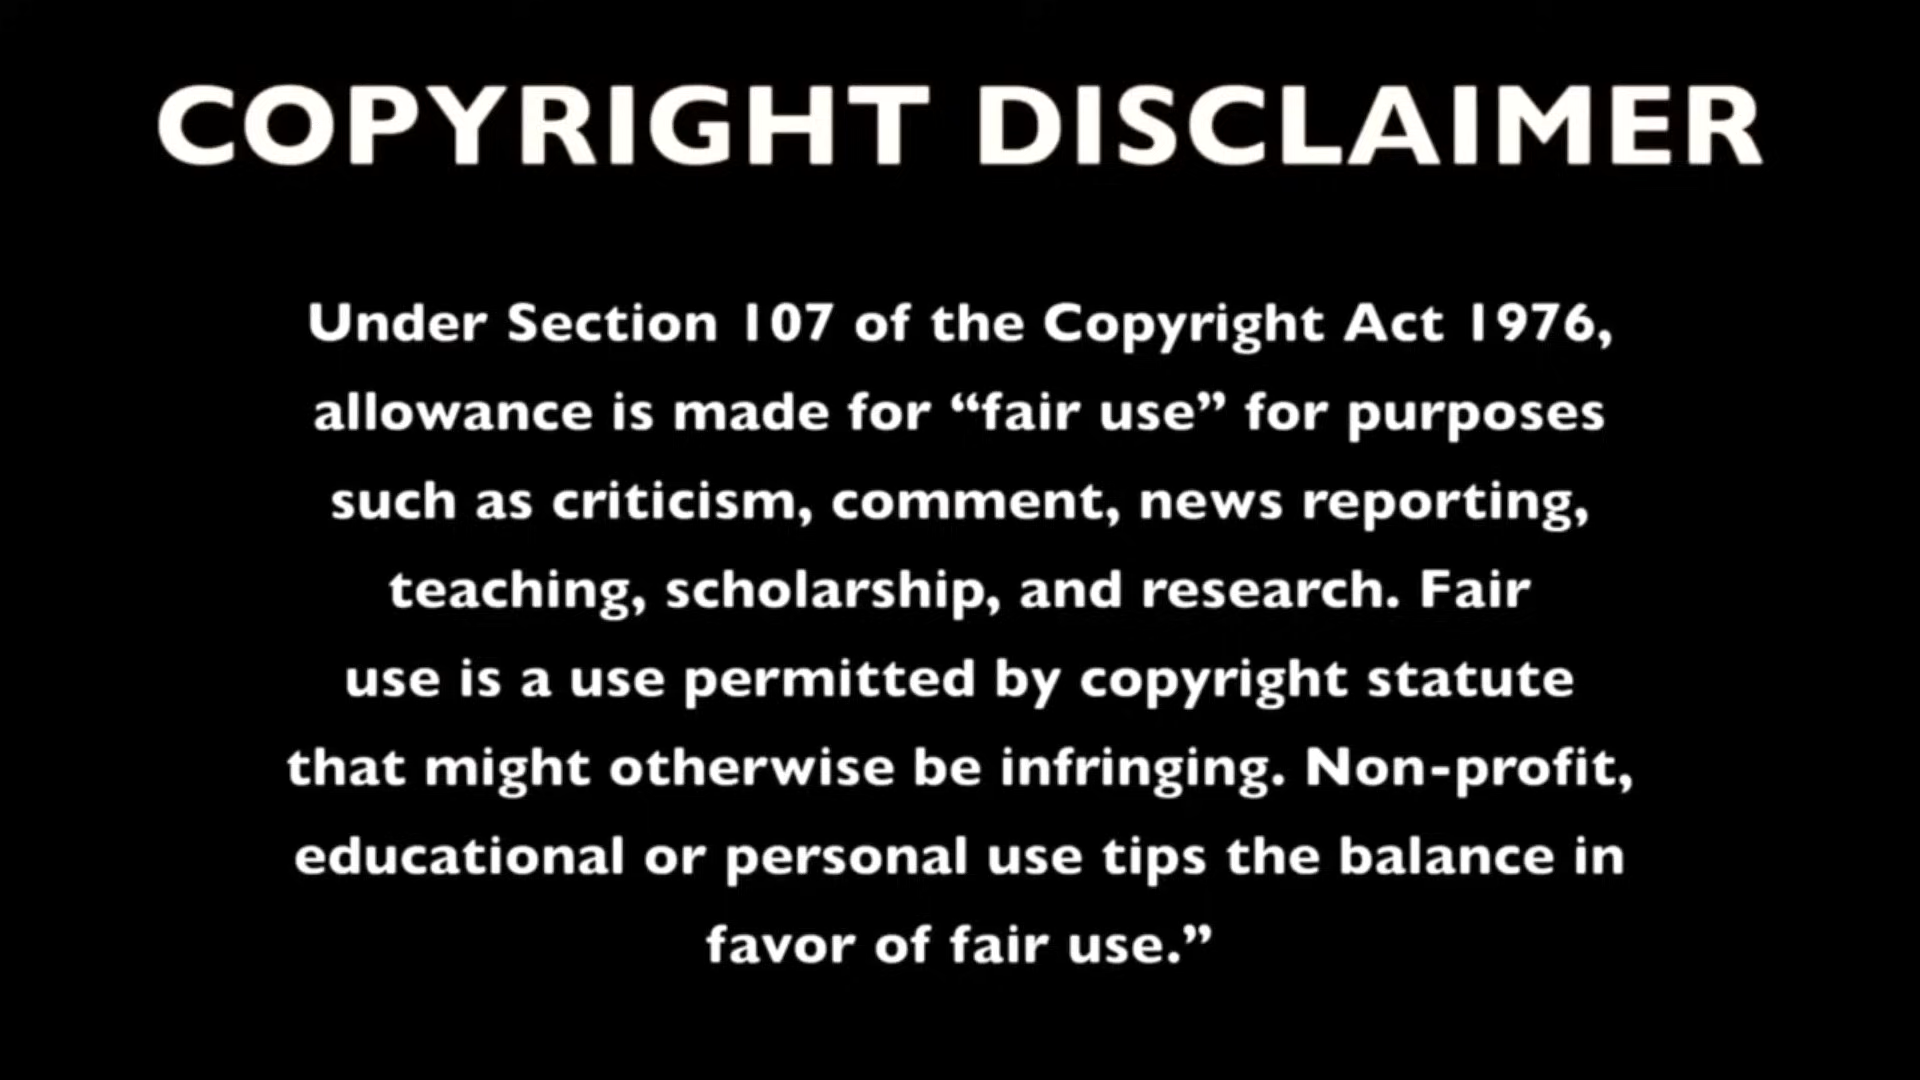 COPYRIGHT DISCLAIMER
Under Section 107 of the Copyright Act 1976,
allowance is made for “fair use” for purposes
such as criticism, comment, news reporting,
teaching, scholarship, and research. Fair
use is a use permitted by copyright statute
that might otherwise be infringing. Non-profit,
educational or personal use tips the balance in
favor of fair use.”